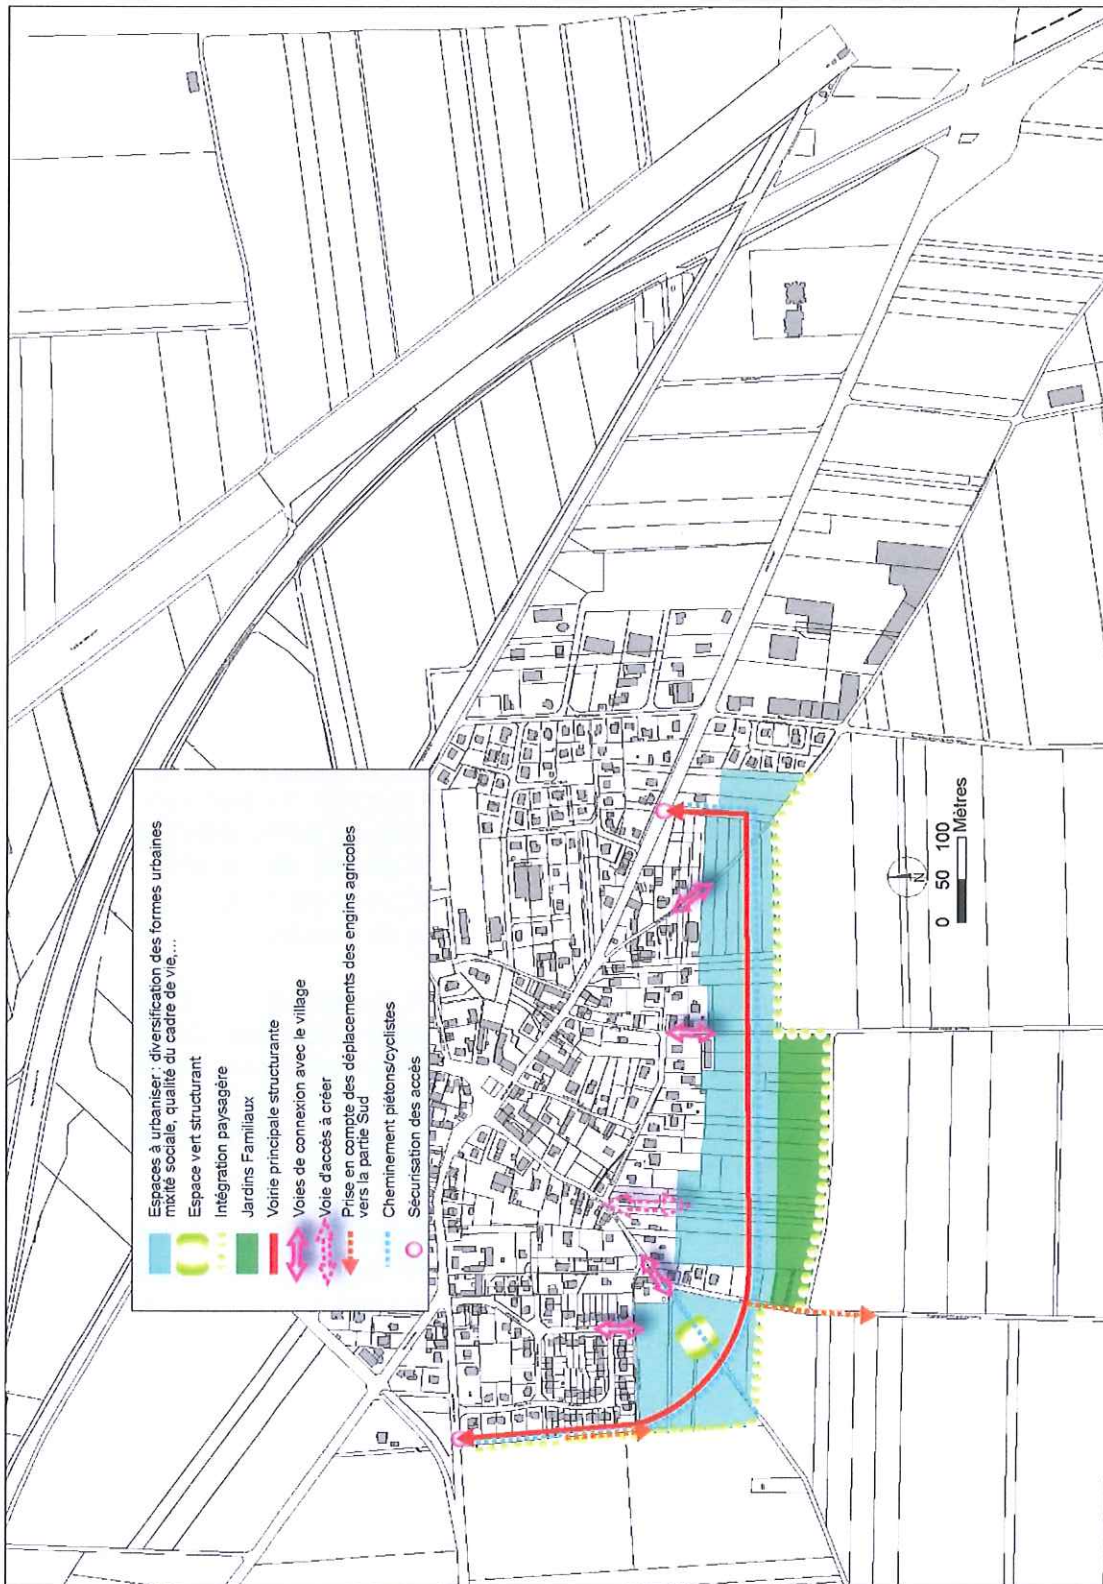 Espaces à urbaniser : diversification des formes urbaines
mixité sociale, qualité du cadre de vie,...
Espace vert structurant
Intégration paysagère
Jardins Familiaux
Voirie principale structurante
Voies de connexion avec le village
Voie d'accès à créer
Prise en compte des déplacements des engins agricoles
vers la partie Sud
Cheminement piétons/cyclistes
Sécurisation des accès
N
0 50 100
Mètres